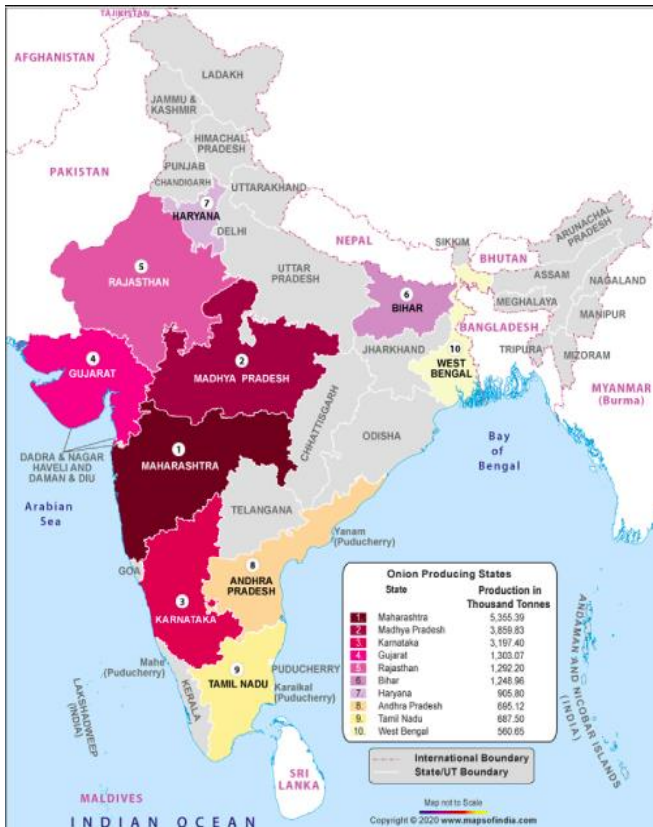 TAJIKISTAN
AFGHANISTAN
LADAKH
JAMMU &
KASHMIR
HIMACHAL
PRADESH
PUNJAB
PAKISTAN
CHANDIGARH
UTTARAKHAND
7
HARYANA
DELHI
ARUNACHAL
PRADESH
NEPAL
SIKKIM
BHUTAN
5
RAJASTHAN
UTTAR
PRADESH
ASSAM
NAGALAND
6
BIHAR
MEGHALAYA
MANIPUR
BANGLADESH
4
GUJARAT
2
MADHYA PRADESH
JHARKHAND
10
WEST
BENGAL
TRIPURA
MIZORAM
MYANMAR
(Burma)
CHHATTISGARH
ODISHA
DADRA & NAGAR
HAVELI AND
DAMAN & DIU
1
MAHARASHTRA
Bay
of
Bengal
Arabian
Sea
TELANGANA
Yanam
(Puducherry)
GOA
8
ANDHRA
PRADESH
3
KARNATAKA
Onion Producing States
State Production in
Thousand Tonnes
1. Maharashtra 5,355.39
2. Madhya Pradesh 3,859.83
3. Karnataka 3,197.40
4. Gujarat 1,303.07
5. Rajasthan 1,292.20
6. Bihar 1,248.96
7. Haryana 905.80
8. Andhra Pradesh 695.12
9. Tamil Nadu 687.50
10. West Bengal 560.65
ANDAMAN AND NICOBAR ISLANDS
(INDIA)
Mahe
(Puducherry)
9
TAMIL NADU
PUDUCHERRY
Karaikal
(Puducherry)
KERALA
LAKSHADWEEP
(INDIA)
International Boundary
State/UT Boundary
SRI
LANKA
MALDIVES
Map not to Scale
INDIAN OCEAN
Copyright © 2020 www.mapsofindia.com